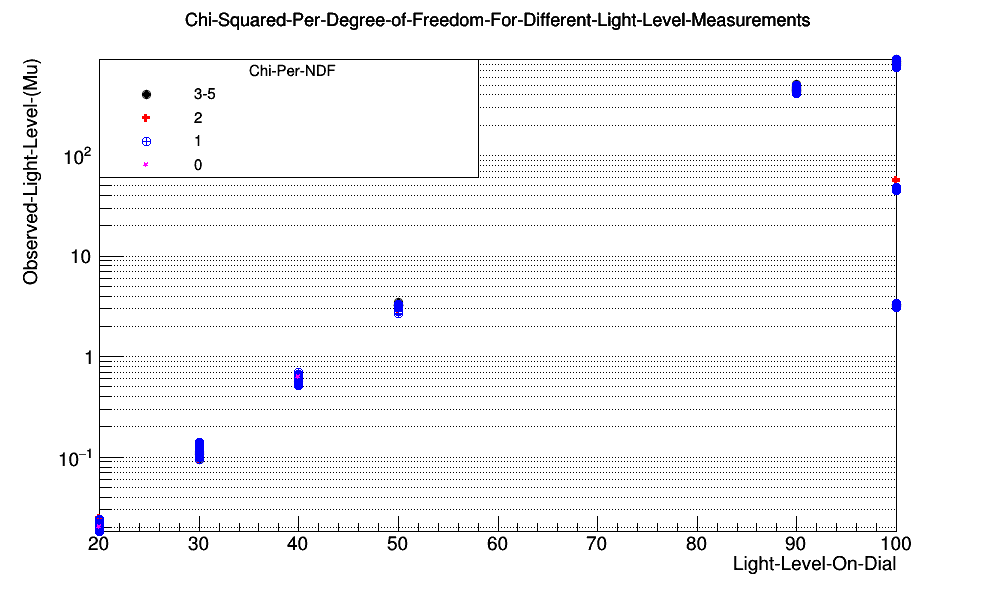 Chi-Squared-Per-Degree-of-Freedom-For-Different-Light-Level-Measurements
Observed-Light-Level-(Mu)
Chi-Per-NDF
3-5
2
1
0
10²
10
1
10⁻¹
20 30 40 50 60 70 80 90 100
Light-Level-On-Dial